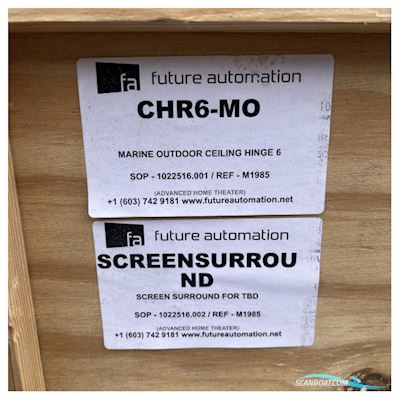 fa future automation
CHR6-MO
MARINE OUTDOOR CEILING HINGE 6
SOP - 1022516.001 / REF - M1985
(ADVANCED HOME THEATER)
+1 (603) 742 9181 www.futureautomation.net
fa future automation
SCREENSURROU
ND
SCREEN SURROUND FOR TBD
SOP - 1022516.002 / REF - M1985
(ADVANCED HOME THEATER)
+1 (603) 742 9181 www.futureautomation.net
SCANBOAT.COM